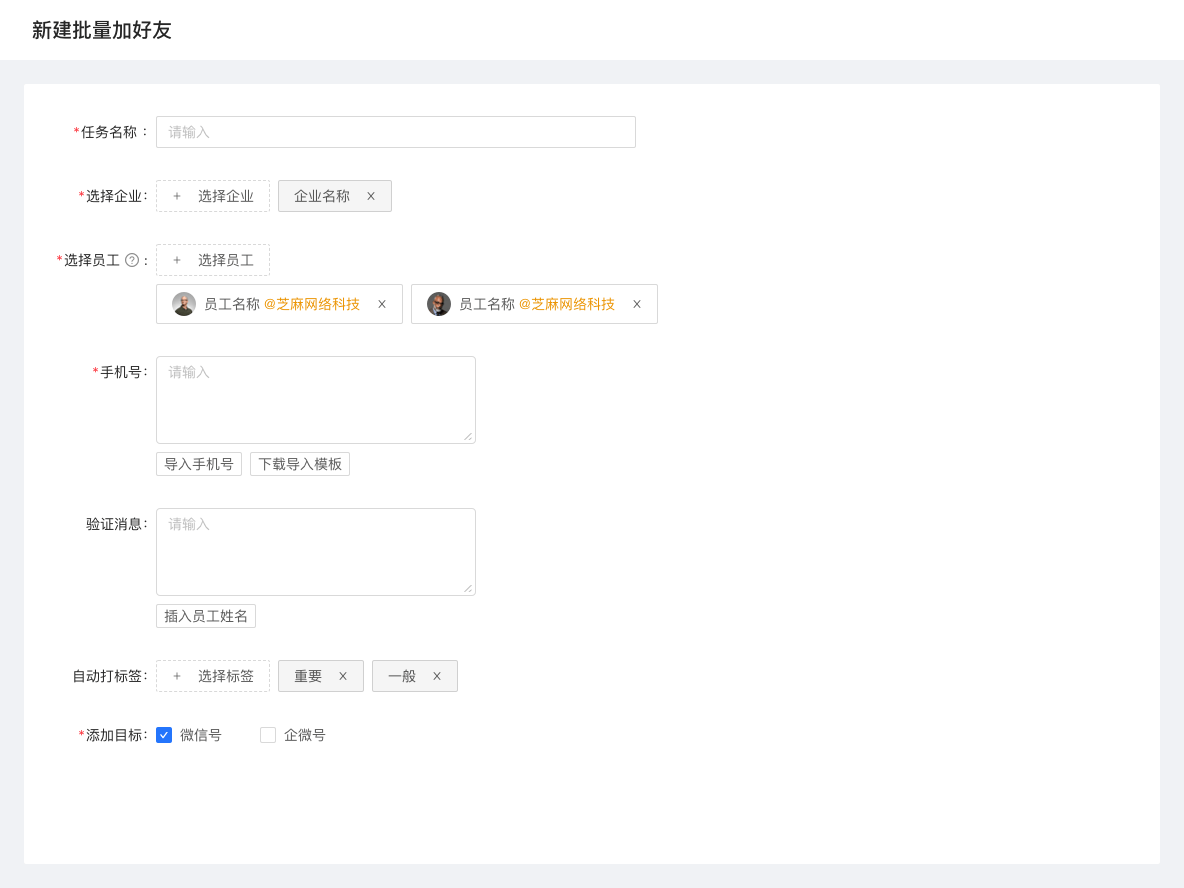 新建批量加好友
*任务名称： 请输入
*选择企业: + 选择企业 企业名称 x
*选择员工 ? : + 选择员工
员工名称 @芝麻网络科技 x 员工名称 @芝麻网络科技 x
*手机号: 请输入
导入手机号 下载导入模板
验证消息: 请输入
插入员工姓名
自动打标签: + 选择标签 重要 x 一般 x
*添加目标: 微信号 企微号